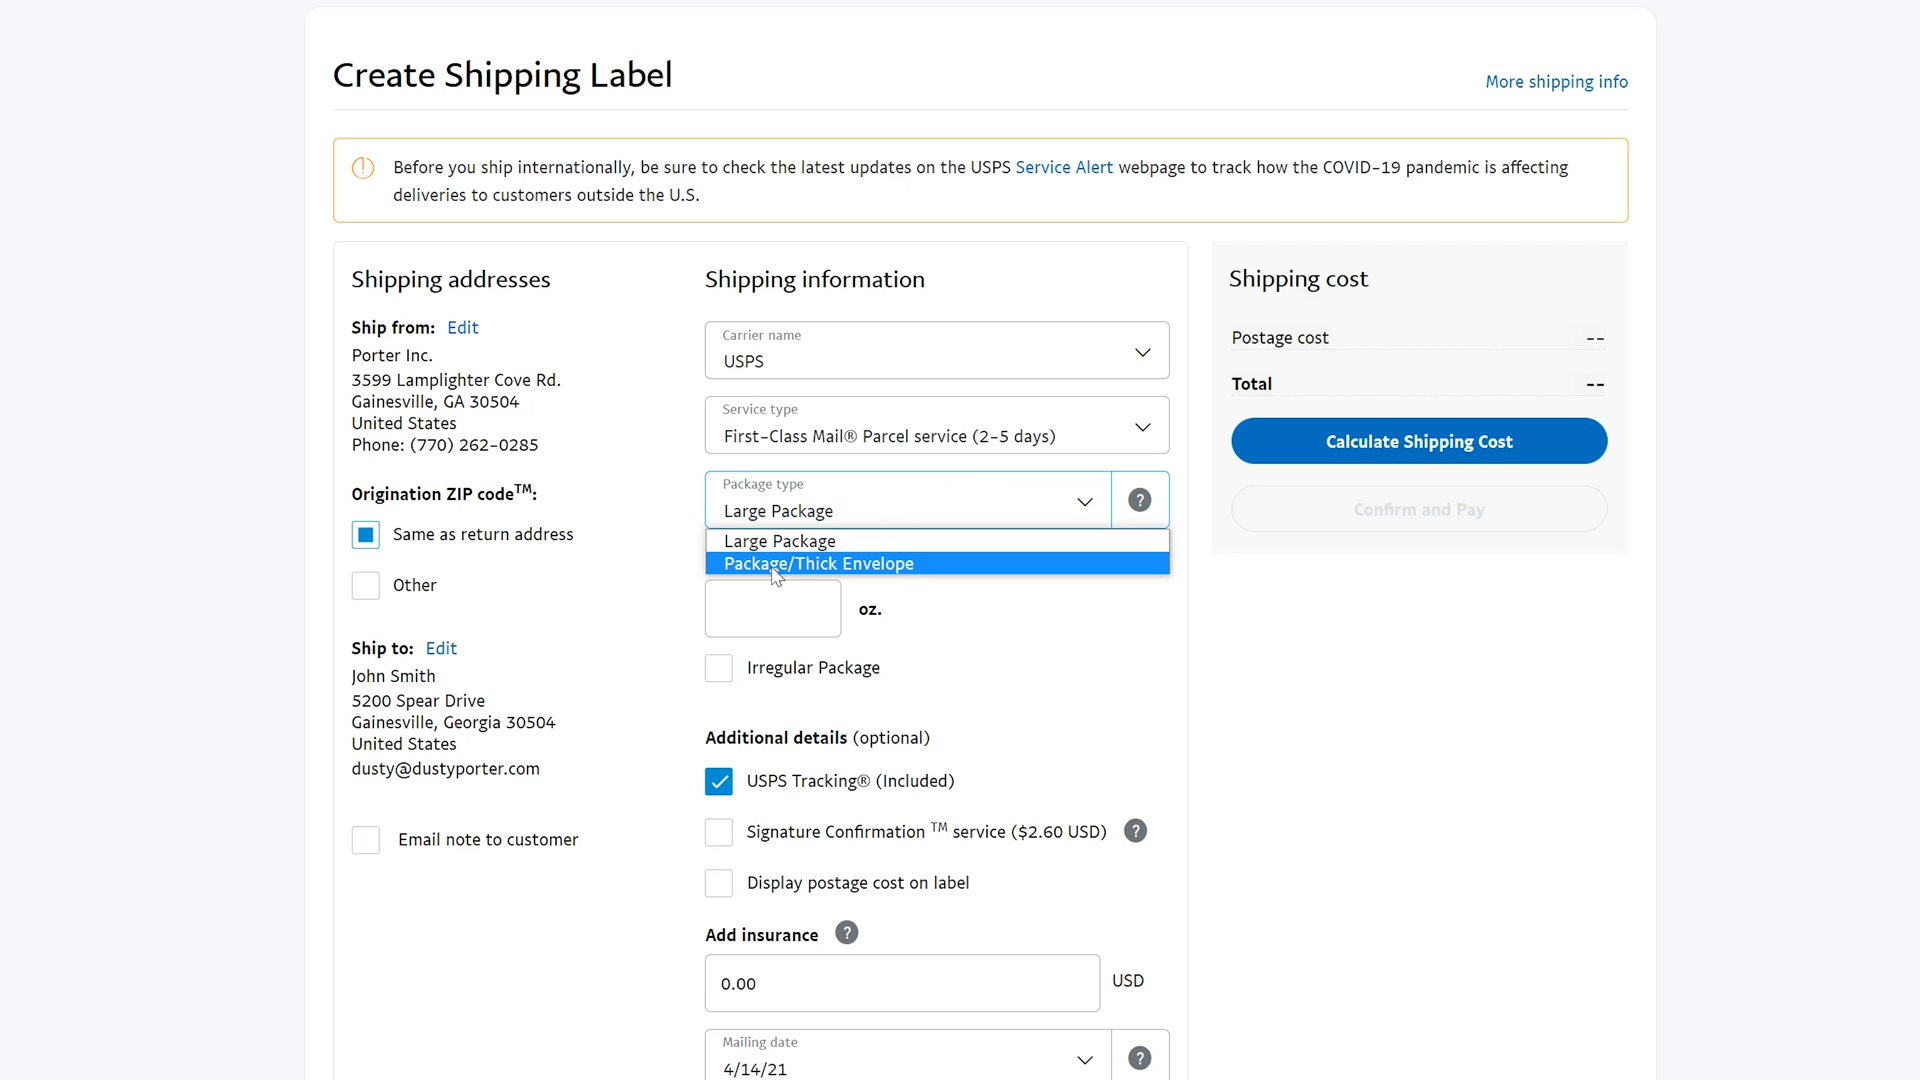 Create Shipping Label
More shipping info
Before you ship internationally, be sure to check the latest updates on the USPS Service Alert webpage to track how the COVID-19 pandemic is affecting
deliveries to customers outside the U.S.
Shipping addresses
Ship from: Edit
Porter Inc.
3599 Lamplighter Cove Rd.
Gainesville, GA 30504
United States
Phone: (770) 262-0285
Origination ZIP code™:
Same as return address
Other
Ship to: Edit
John Smith
5200 Spear Drive
Gainesville, Georgia 30504
United States
dusty@dustyporter.com
Email note to customer
Shipping information
Carrier name
USPS
Service type
First-Class Mail® Parcel service (2-5 days)
Package type
Large Package
?
Large Package
Package/Thick Envelope
oz.
Irregular Package
Additional details (optional)
USPS Tracking® (Included)
Signature Confirmation ™ service ($2.60 USD) ?
Display postage cost on label
Add insurance ?
0.00
USD
Mailing date
4/14/21
?
Shipping cost
Postage cost --
Total --
Calculate Shipping Cost
Confirm and Pay